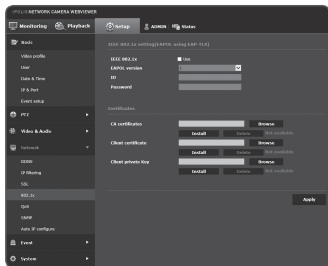 iPOLiS NETWORK CAMERA WEBVIEWER
Monitoring
Playback
Setup
ADMIN
Status
Basic
Video profile
User
Date & Time
IP & Port
Event setup
PTZ
Video & Audio
Network
DDNS
IP filtering
SSL
802.1x
QoS
SNMP
Auto IP configure
Event
System
IEEE 802.1x setting(EAPOL using EAP-TLS)
IEEE 802.1x
Use
EAPOL version
1
ID
Password
Certificates
CA certificates
Browse
Install
Delete
Not available
Client certificate
Browse
Install
Delete
Not available
Client private Key
Browse
Install
Delete
Not available
Apply